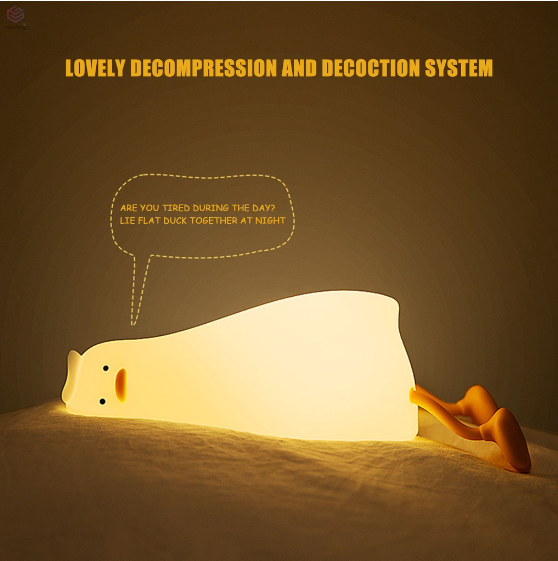 LOVELY DECOMPRESSION AND DECOCTION SYSTEM
ARE YOU TIRED DURING THE DAY?
LIE FLAT DUCK TOGETHER AT NIGHT